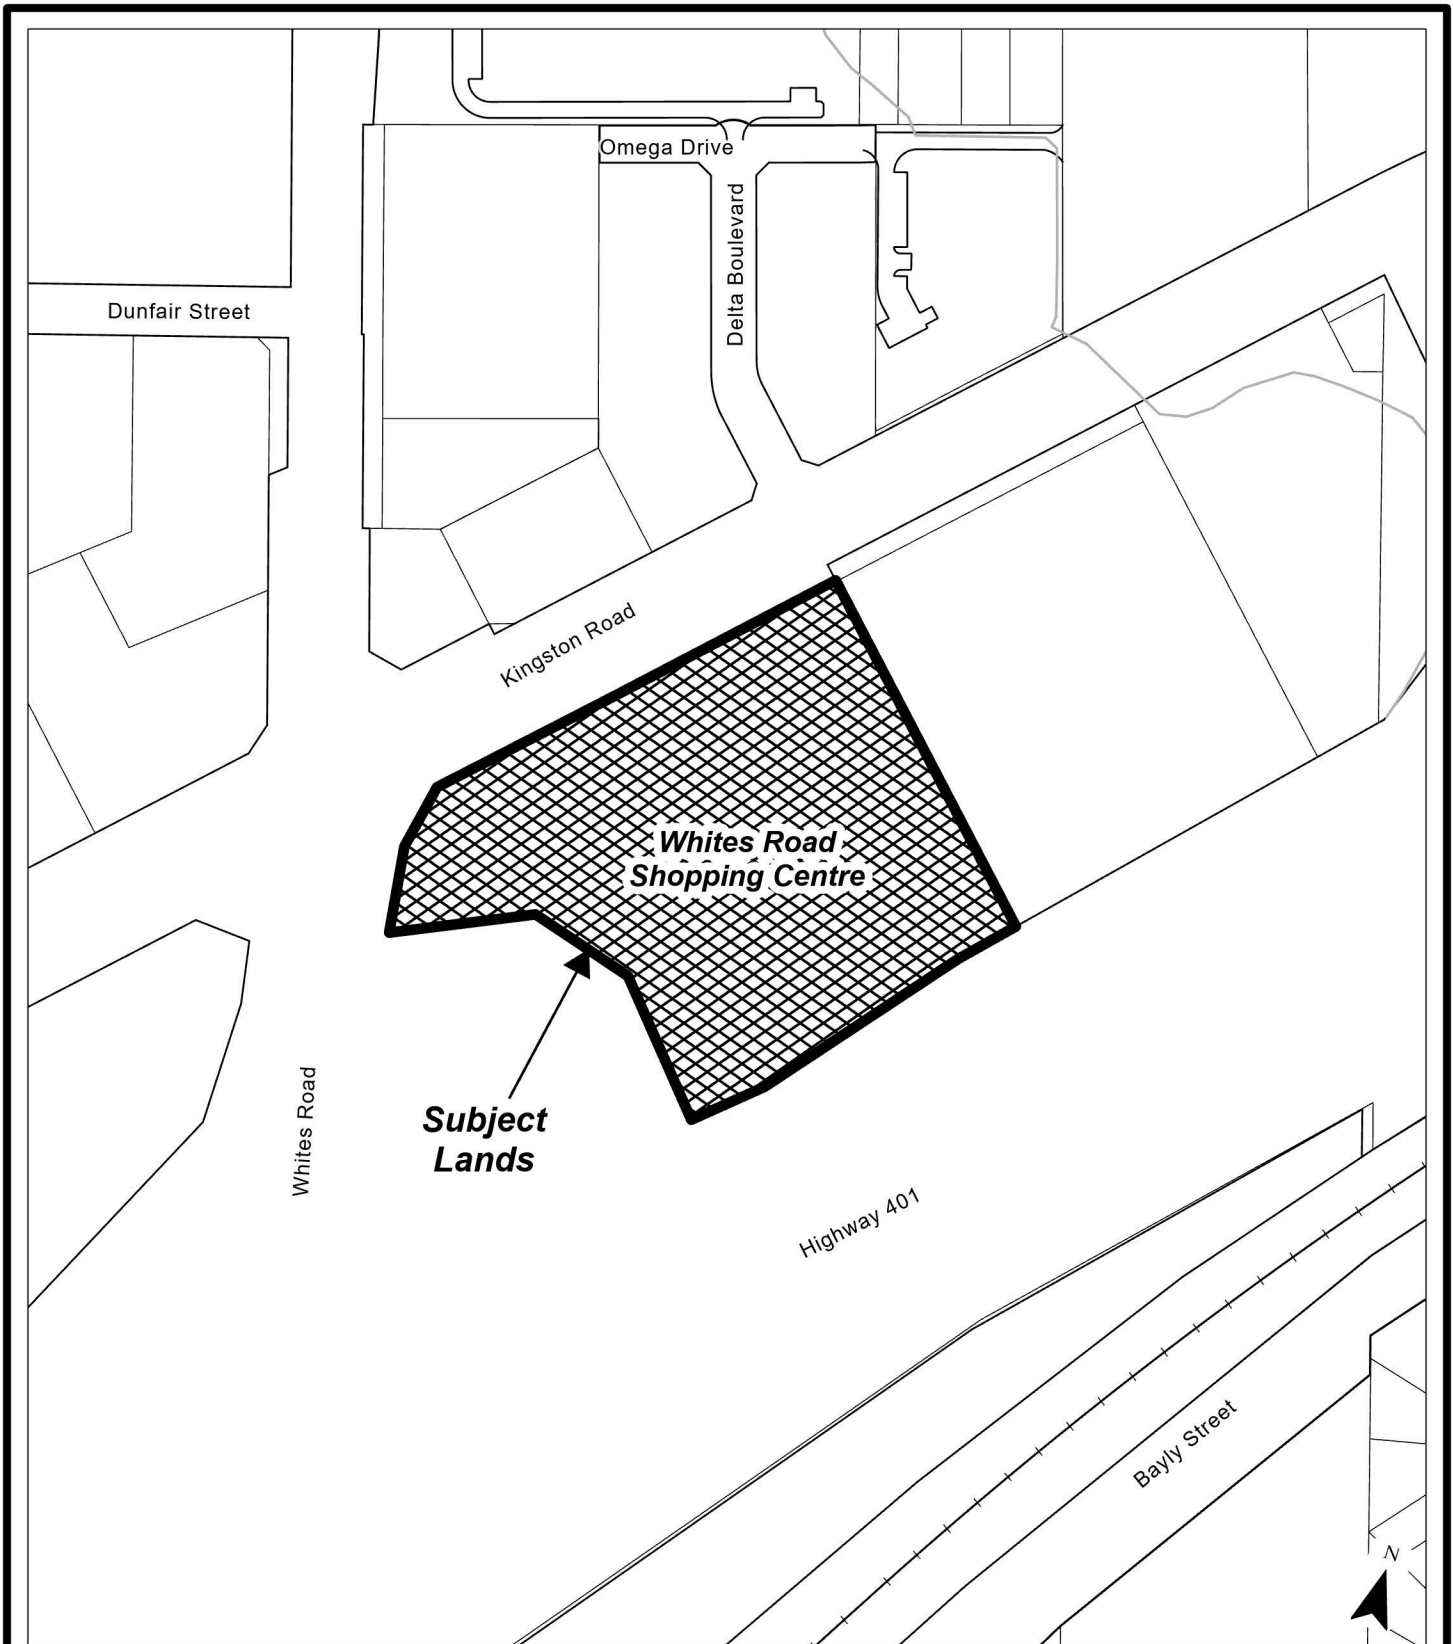 Omega Drive
Delta Boulevard
Dunfair Street
Kingston Road
Whites Road
Shopping Centre
Subject
Lands
Whites Road
Highway 401
Bayly Street
N